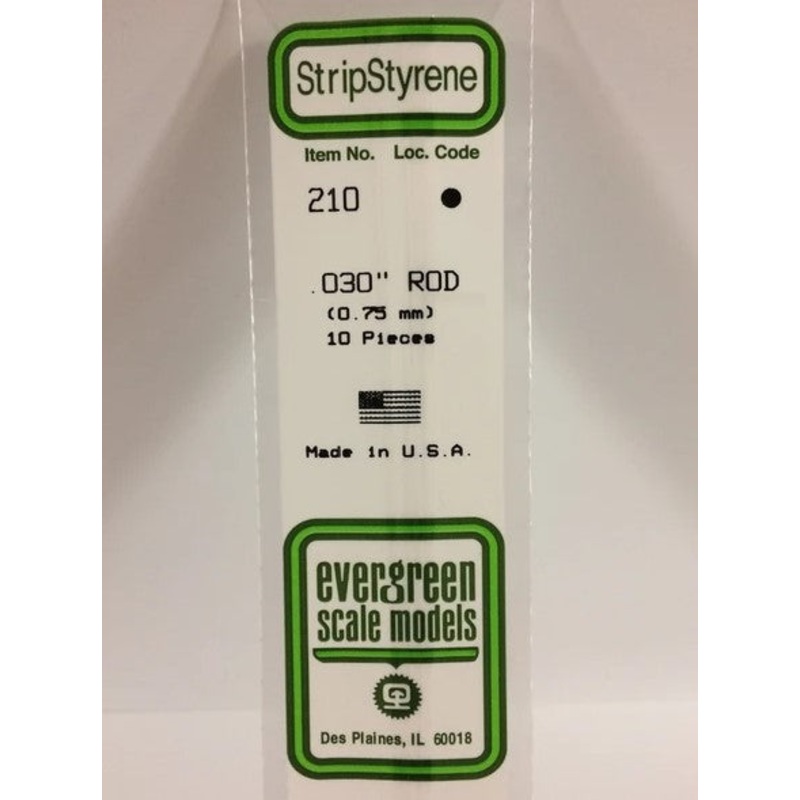 StripStyrene
Item No. Loc. Code
210
.030" ROD
(0.75 mm)
10 Pieces
Made in U.S.A.
evergreen
scale models
Des Plaines, IL 60018